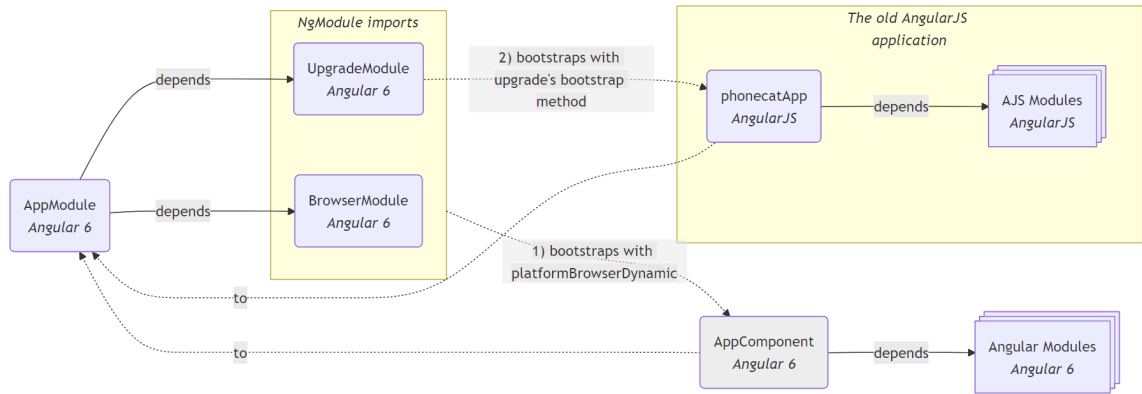 NgModule imports
The old AngularJS
application
UpgradeModule
Angular 6
2) bootstraps with
upgrade's bootstrap
method
depends
phonecatApp
AngularJS
depends
AJS Modules
AngularJS
AppModule
Angular 6
depends
BrowserModule
Angular 6
1) bootstraps with
platformBrowserDynamic
to
AppComponent
Angular 6
depends
Angular Modules
Angular 6
to